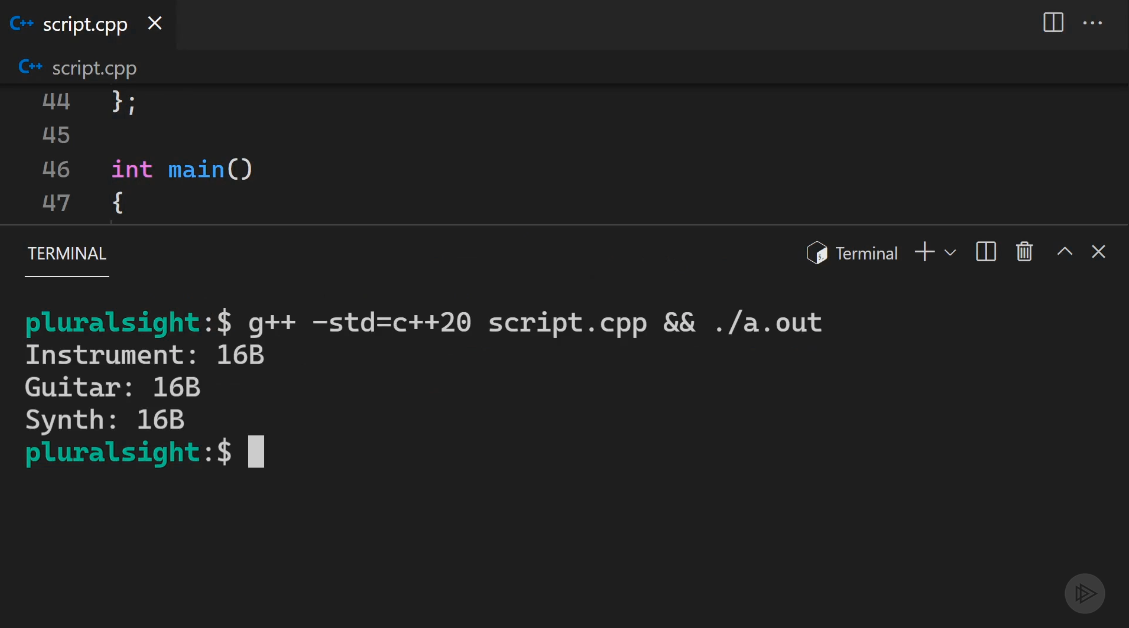 C++ script.cpp
C++ script.cpp
44 };
45
46 int main()
47 {
TERMINAL
Terminal
pluralsight:$ g++ -std=c++20 script.cpp && ./a.out
Instrument: 16B
Guitar: 16B
Synth: 16B
pluralsight:$